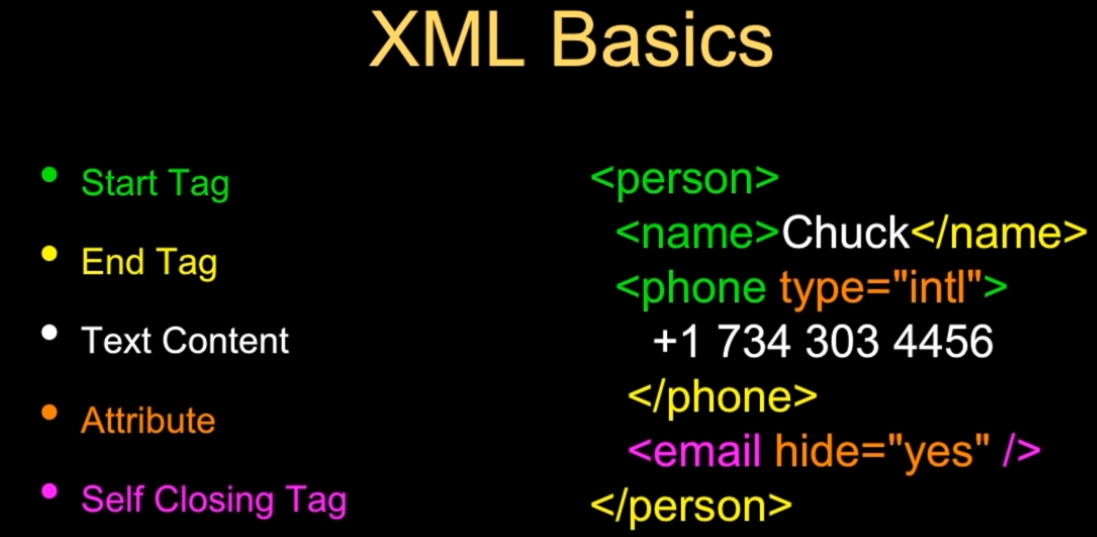 XML Basics
• Start Tag
• End Tag
• Text Content
• Attribute
• Self Closing Tag
<person>
<name>Chuck</name>
<phone type="intl">
+1 734 303 4456
</phone>
<email hide="yes" />
</person>